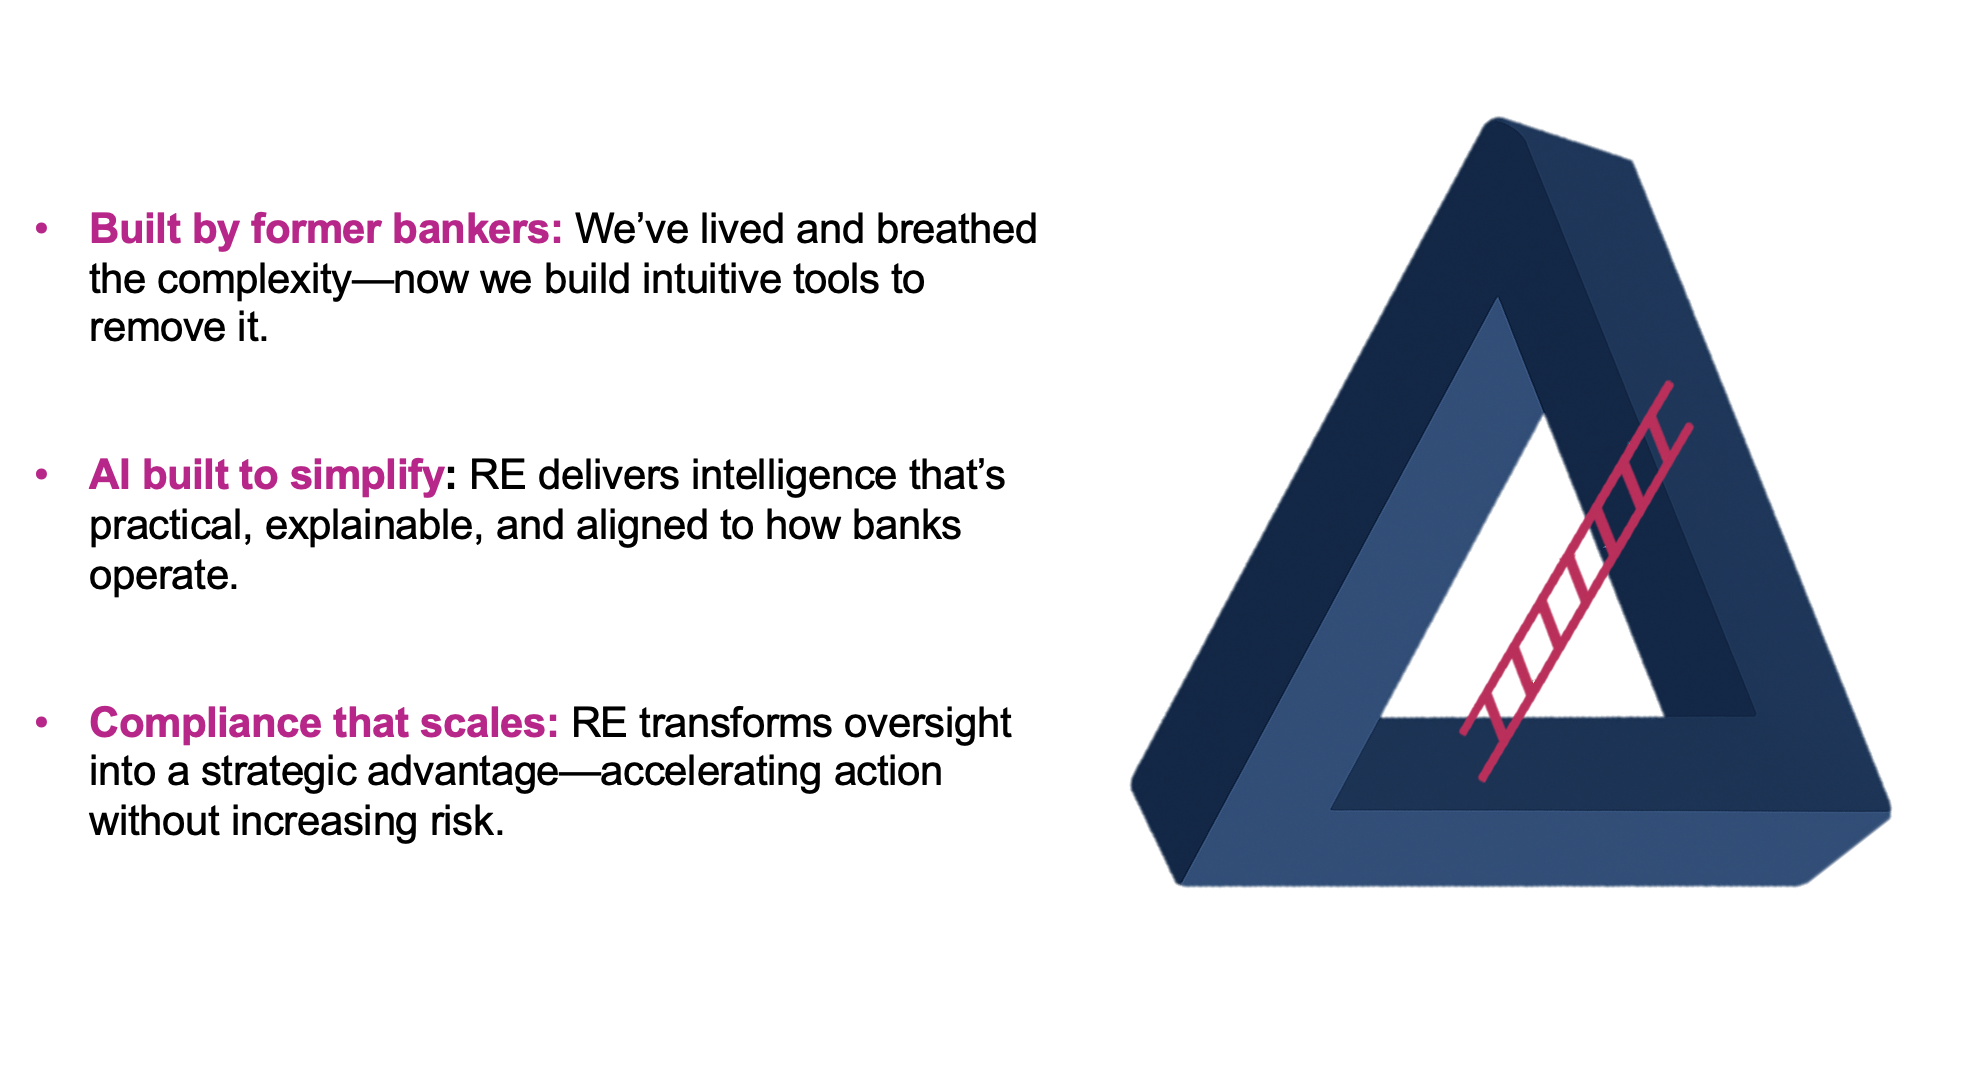 • Built by former bankers: We’ve lived and breathed
the complexity—now we build intuitive tools to
remove it.
• AI built to simplify: RE delivers intelligence that’s
practical, explainable, and aligned to how banks
operate.
• Compliance that scales: RE transforms oversight
into a strategic advantage—accelerating action
without increasing risk.